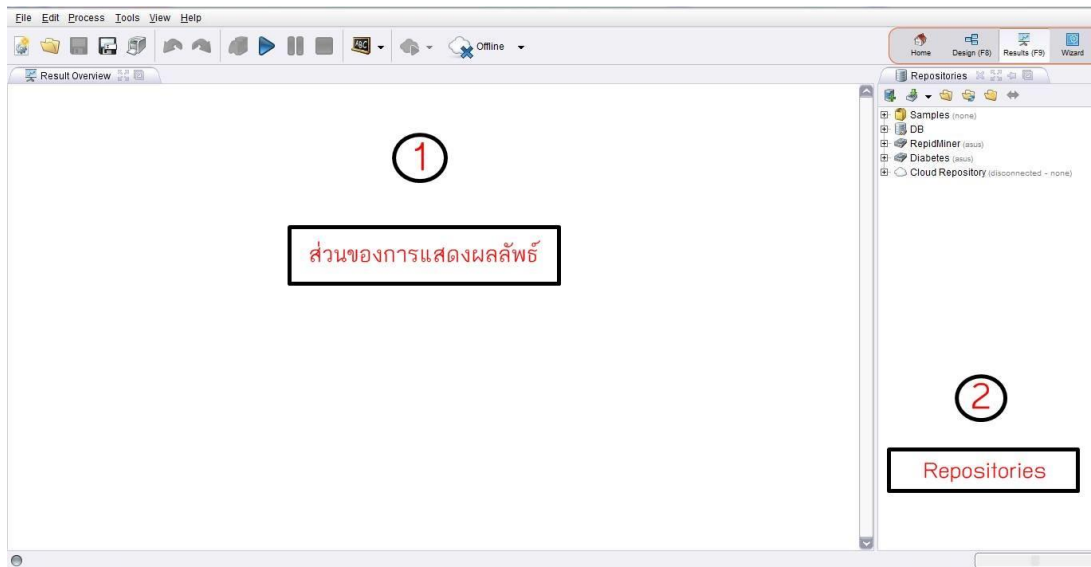 File Edit Process Tools View Help
ABC Offline
Home Design (F8) Results (F9) Wizard
Result Overview
Repositories
Samples (none)
DB
RepidMiner (asus)
Diabetes (asus)
Cloud Repository (disconnected - none)
1
ส่วนของการแสดงผลลัพธ์
2
Repositories